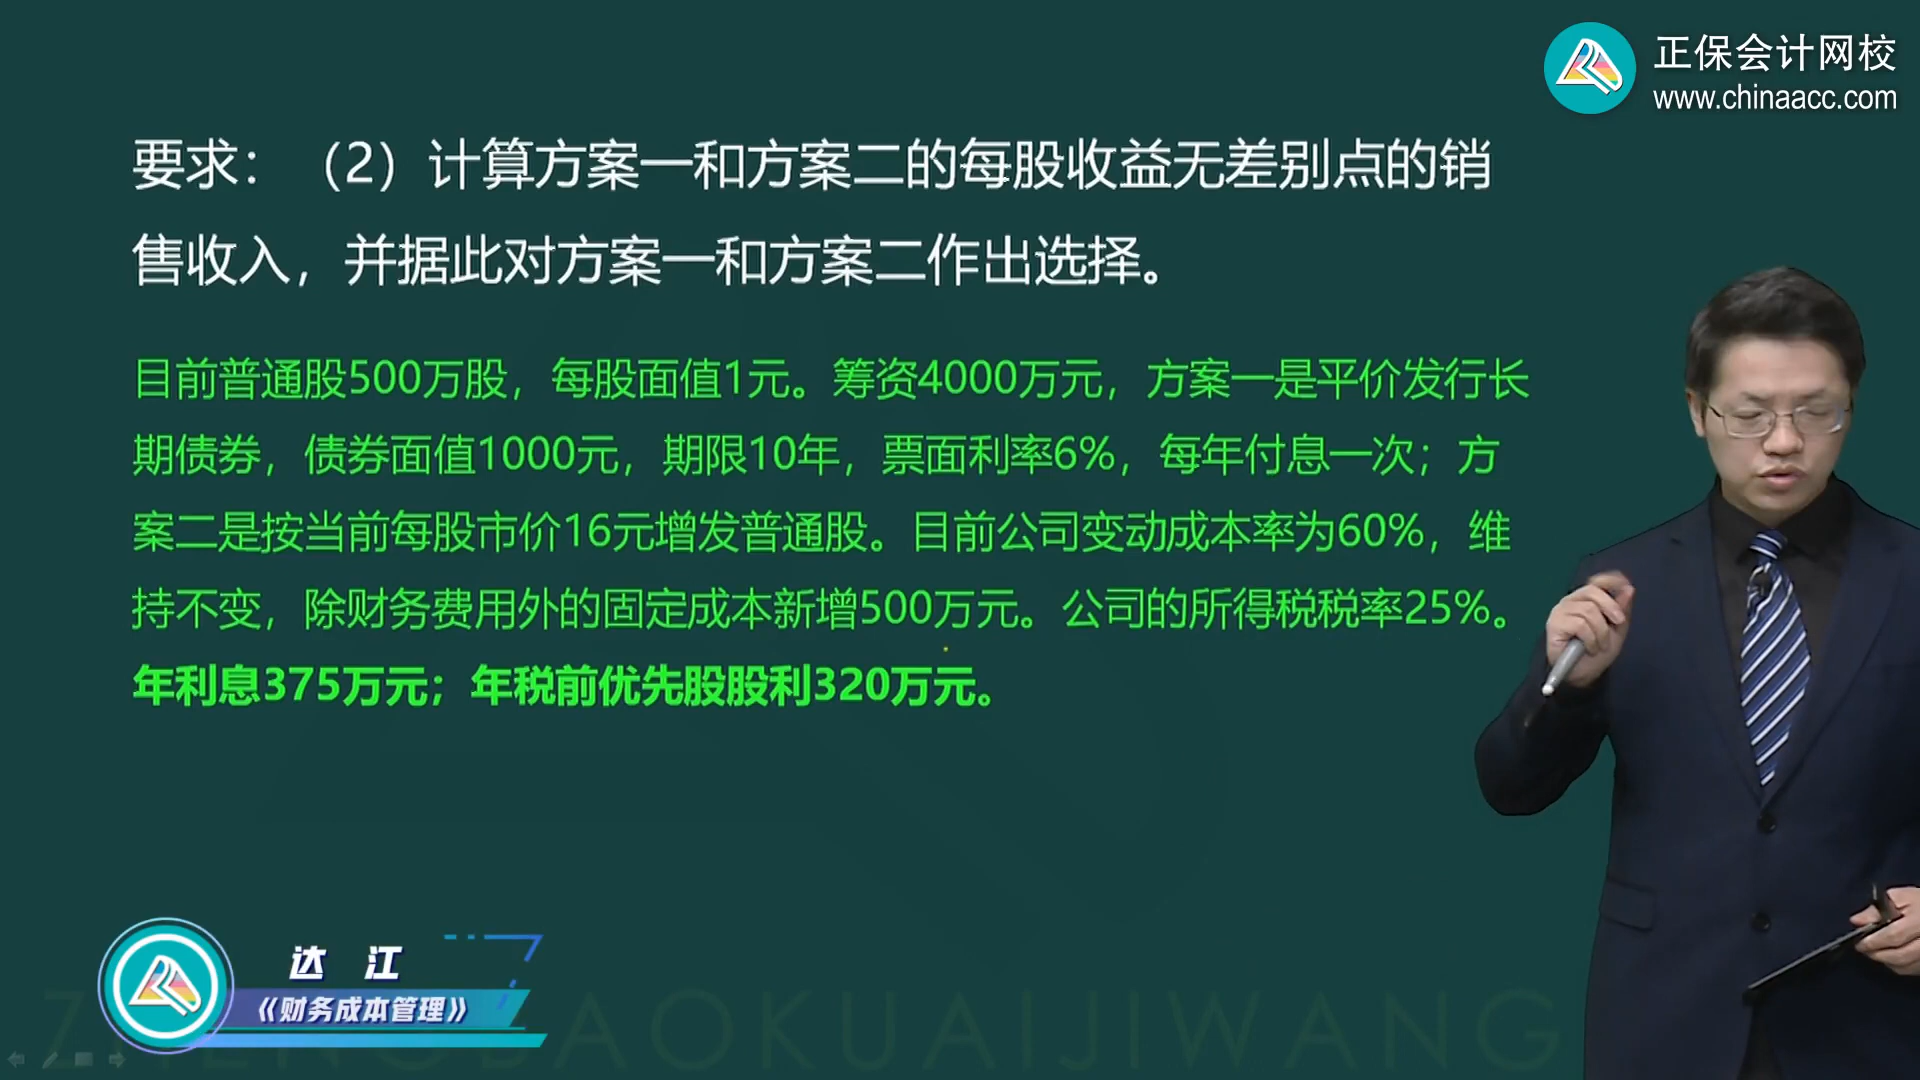 正保会计网校
www.chinaacc.com
要求：（2）计算方案一和方案二的每股收益无差别点的销
售收入，并据此对方案一和方案二作出选择。
目前普通股500万股，每股面值1元。筹资4000万元，方案一是平价发行长
期债券，债券面值1000元，期限10年，票面利率6%，每年付息一次；方
案二是按当前每股市价16元增发普通股。目前公司变动成本率为60%，维
持不变，除财务费用外的固定成本新增500万元。公司的所得税税率25%。
年利息375万元；年税前优先股股利320万元。
达 江
《财务成本管理》
ZHENGBAOKUAIJIWANG